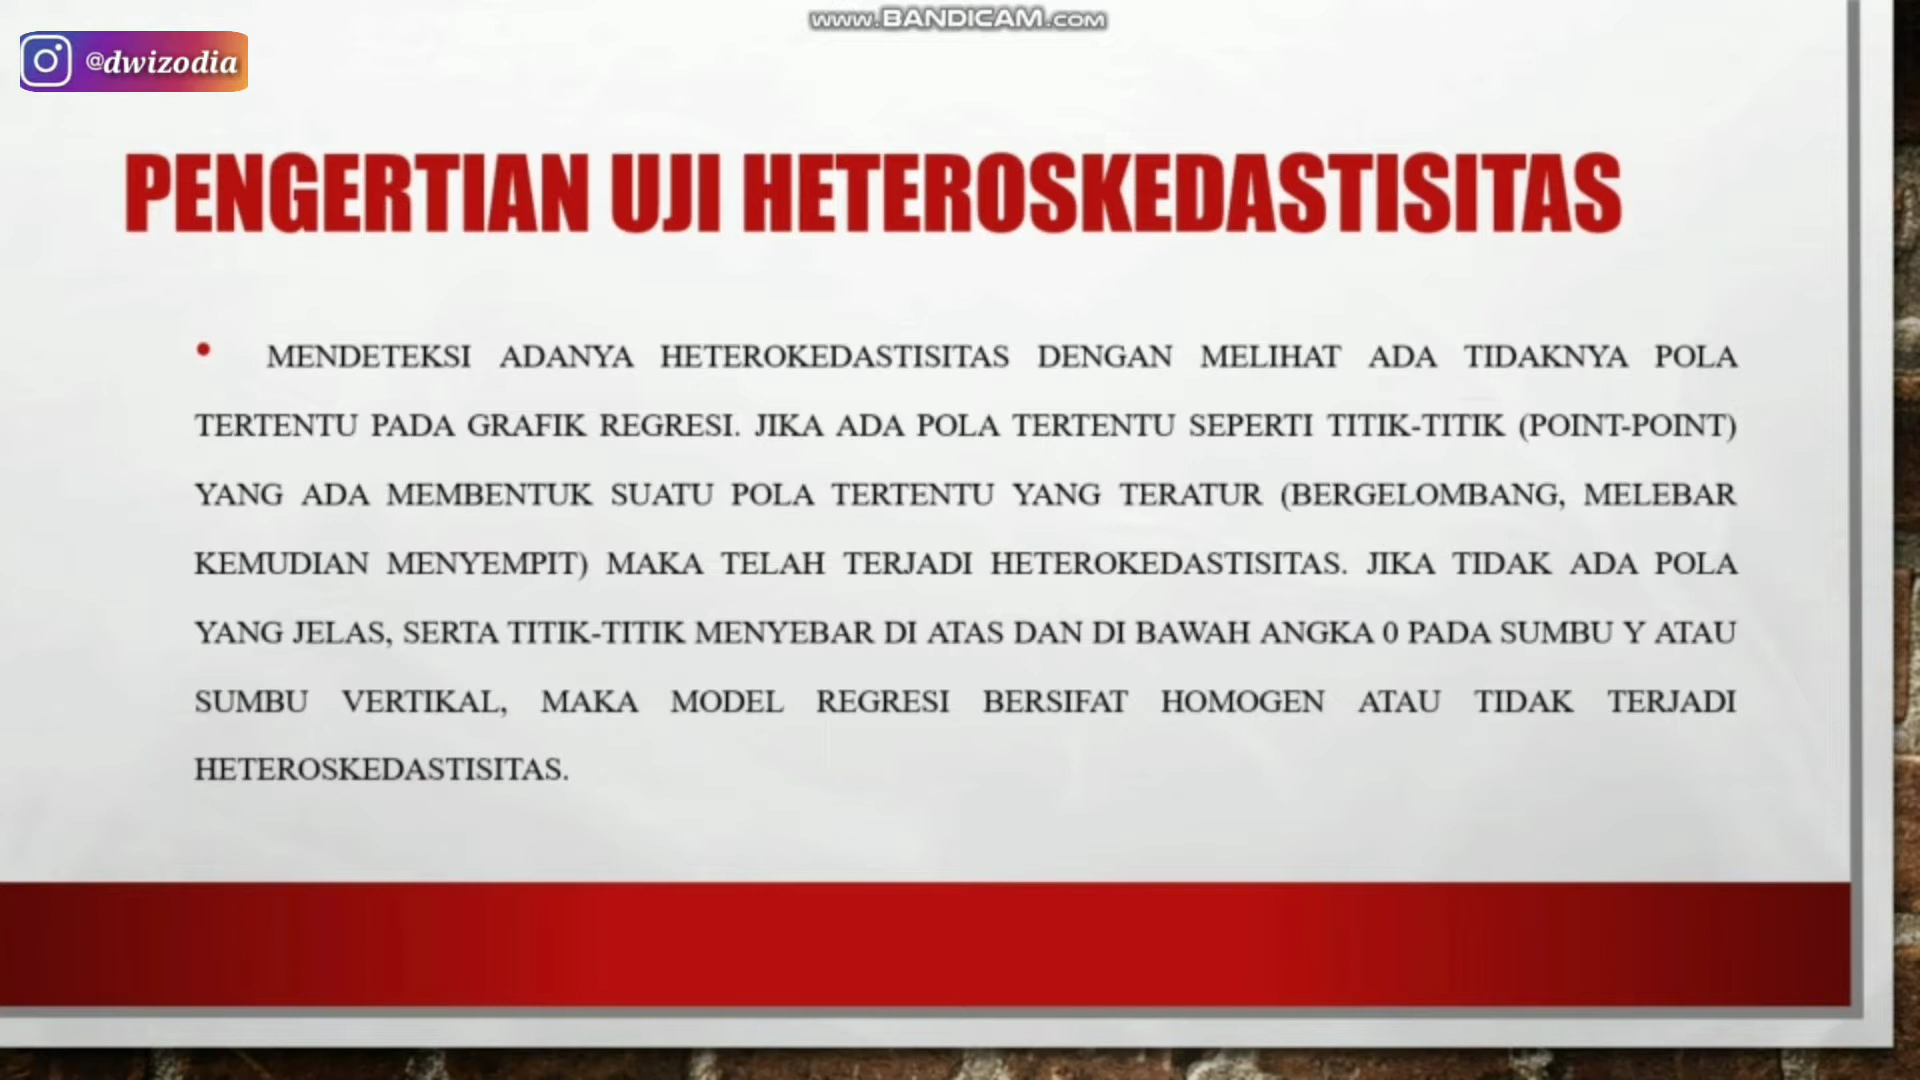 www.BANDICAM.com
@dwizodia
PENGERTIAN UJI HETEROSKEDASTISITAS
• MENDETEKSI ADANYA HETEROKEDASTISITAS DENGAN MELIHAT ADA TIDAKNYA POLA
TERTENTU PADA GRAFIK REGRESI. JIKA ADA POLA TERTENTU SEPERTI TITIK-TITIK (POINT-POINT)
YANG ADA MEMBENTUK SUATU POLA TERTENTU YANG TERATUR (BERGELOMBANG, MELEBAR
KEMUDIAN MENYEMPIT) MAKA TELAH TERJADI HETEROKEDASTISITAS. JIKA TIDAK ADA POLA
YANG JELAS, SERTA TITIK-TITIK MENYEBAR DI ATAS DAN DI BAWAH ANGKA 0 PADA SUMBU Y ATAU
SUMBU VERTIKAL, MAKA MODEL REGRESI BERSIFAT HOMOGEN ATAU TIDAK TERJADI
HETEROSKEDASTISITAS.